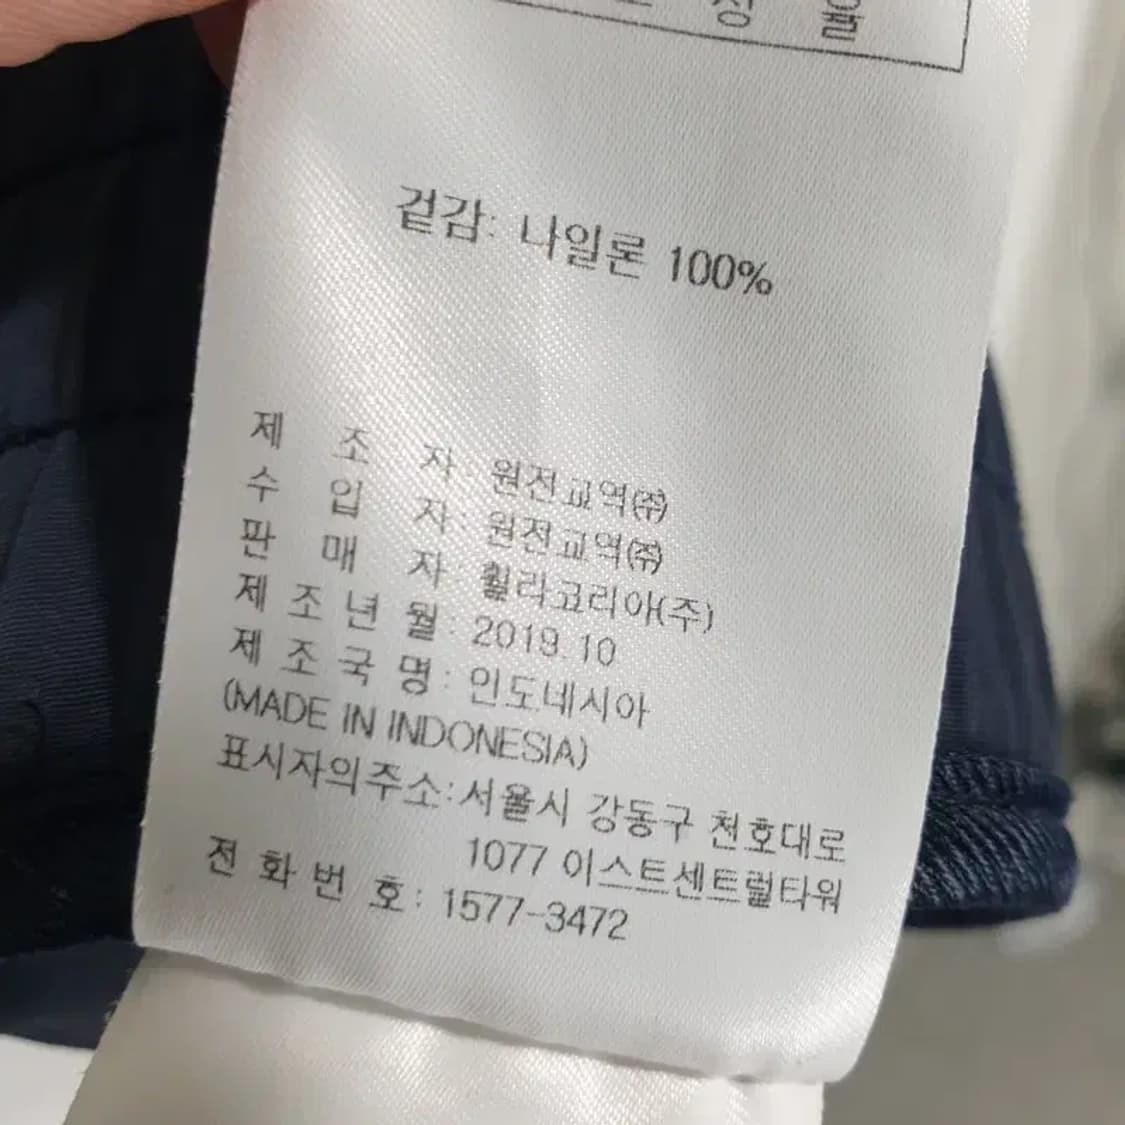 성 율
겉감: 나일론 100%
제 조 자: 원전교역(주)
수 입 자: 원전교역(주)
판 매 자: 휠라코리아(주)
제 조 년 월: 2019.10
제 조 국 명: 인도네시아
(MADE IN INDONESIA)
표시자의주소:서울시 강동구 천호대로
1077 이스트센트럴타워
전 화 번 호: 1577-3472